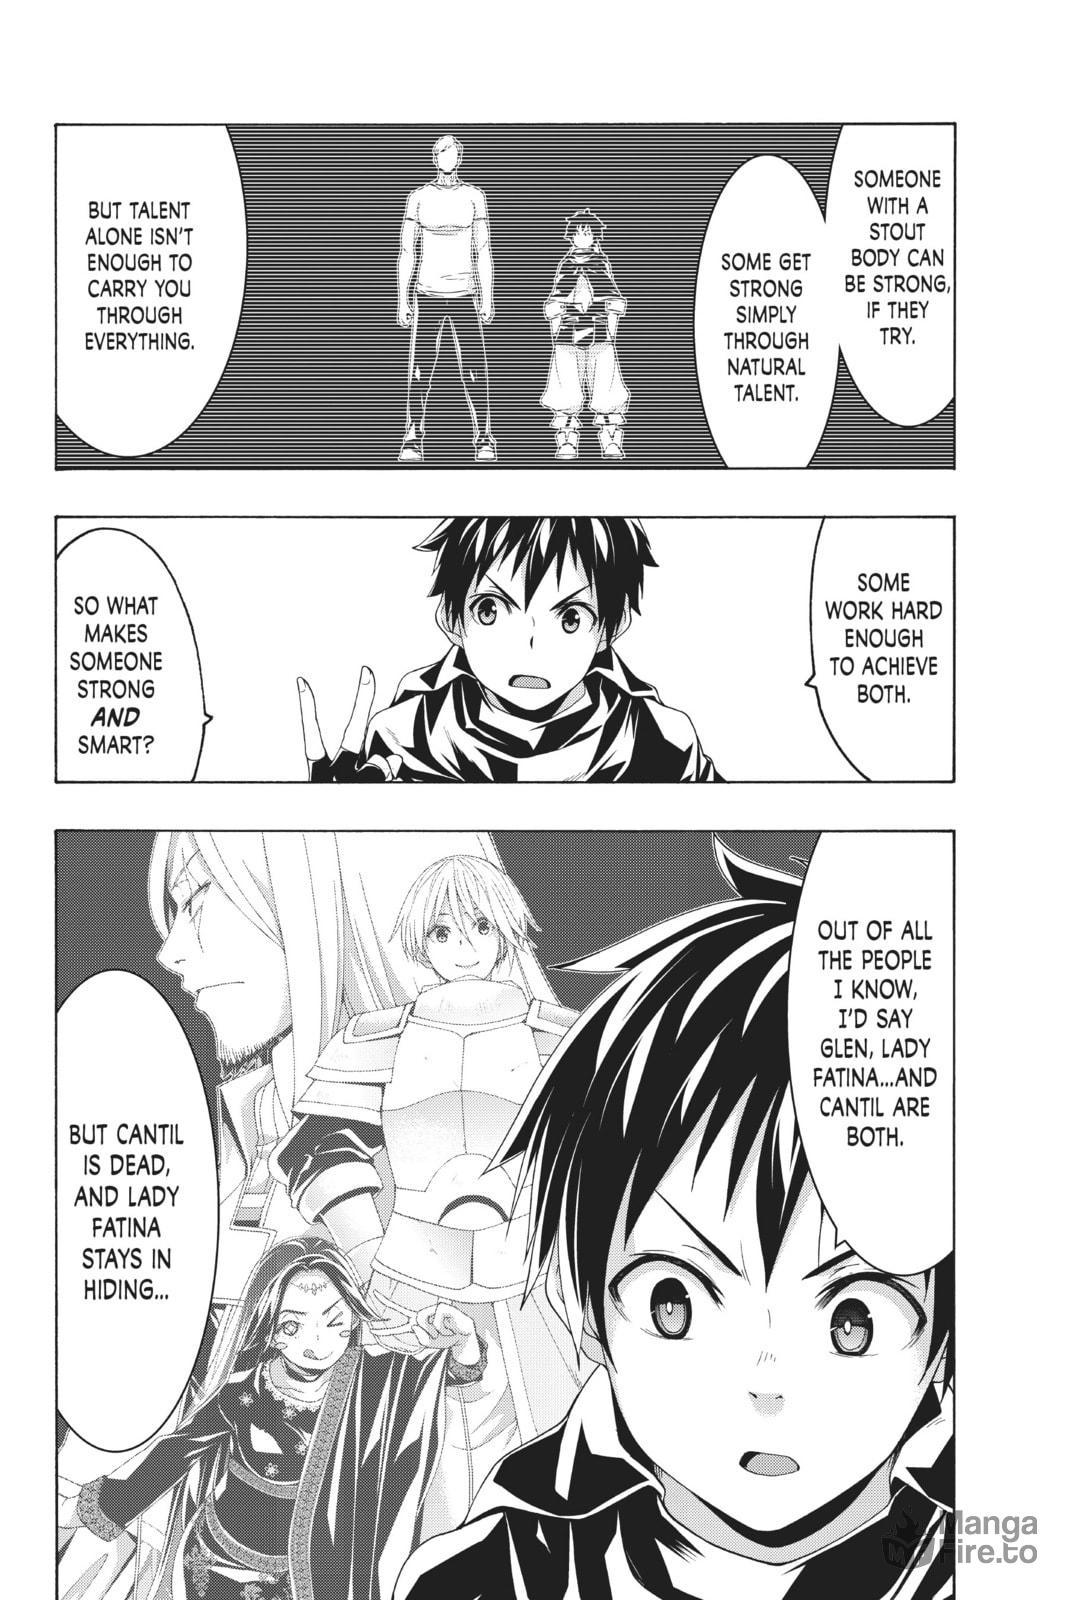 SOMEONE
WITH A
STOUT
BODY CAN
BE STRONG,
IF THEY
TRY.
SOME GET
STRONG
SIMPLY
THROUGH
NATURAL
TALENT.
BUT TALENT
ALONE ISN'T
ENOUGH TO
CARRY YOU
THROUGH
EVERYTHING.
SOME
WORK HARD
ENOUGH
TO ACHIEVE
BOTH.
SO WHAT
MAKES
SOMEONE
STRONG
AND
SMART?
OUT OF ALL
THE PEOPLE
I KNOW,
I'D SAY
GLEN, LADY
FATINA...AND
CANTIL ARE
BOTH.
BUT CANTIL
IS DEAD,
AND LADY
FATINA
STAYS IN
HIDING...
Manga
Fire.to